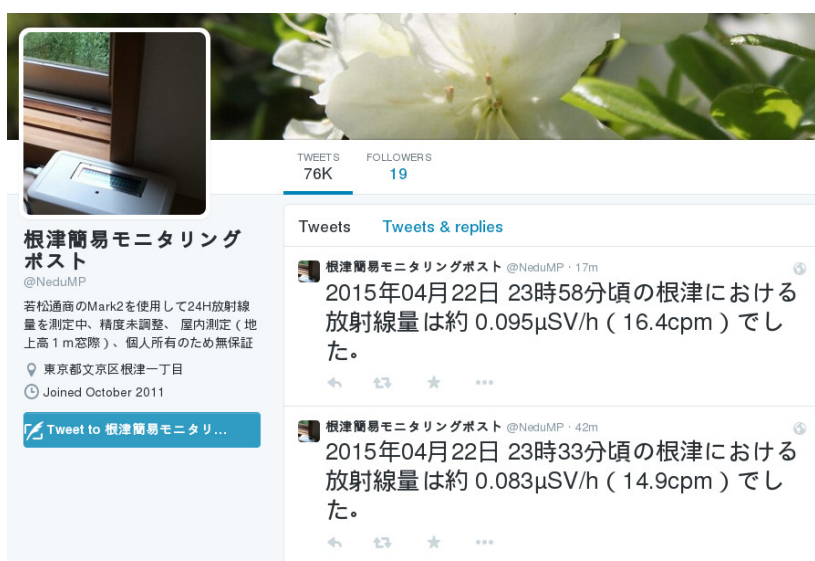 TWEETS
76K
FOLLOWERS
19
根津簡易モニタリング
ポスト
@NeduMP
若松通商のMark2を使用して24H放射線
量を測定中、精度未調整、 屋内測定（地
上高１ｍ窓際）、個人所有のため無保証
東京都文京区根津一丁目
Joined October 2011
Tweet to 根津簡易モニタリ...
Tweets Tweets & replies
根津簡易モニタリングポスト @NeduMP · 17m
2015年04月22日 23時58分頃の根津における
放射線量は約 0.095μSV/h（16.4cpm）でし
た。
根津簡易モニタリングポスト @NeduMP · 42m
2015年04月22日 23時33分頃の根津における
放射線量は約 0.083μSV/h（14.9cpm）でし
た。